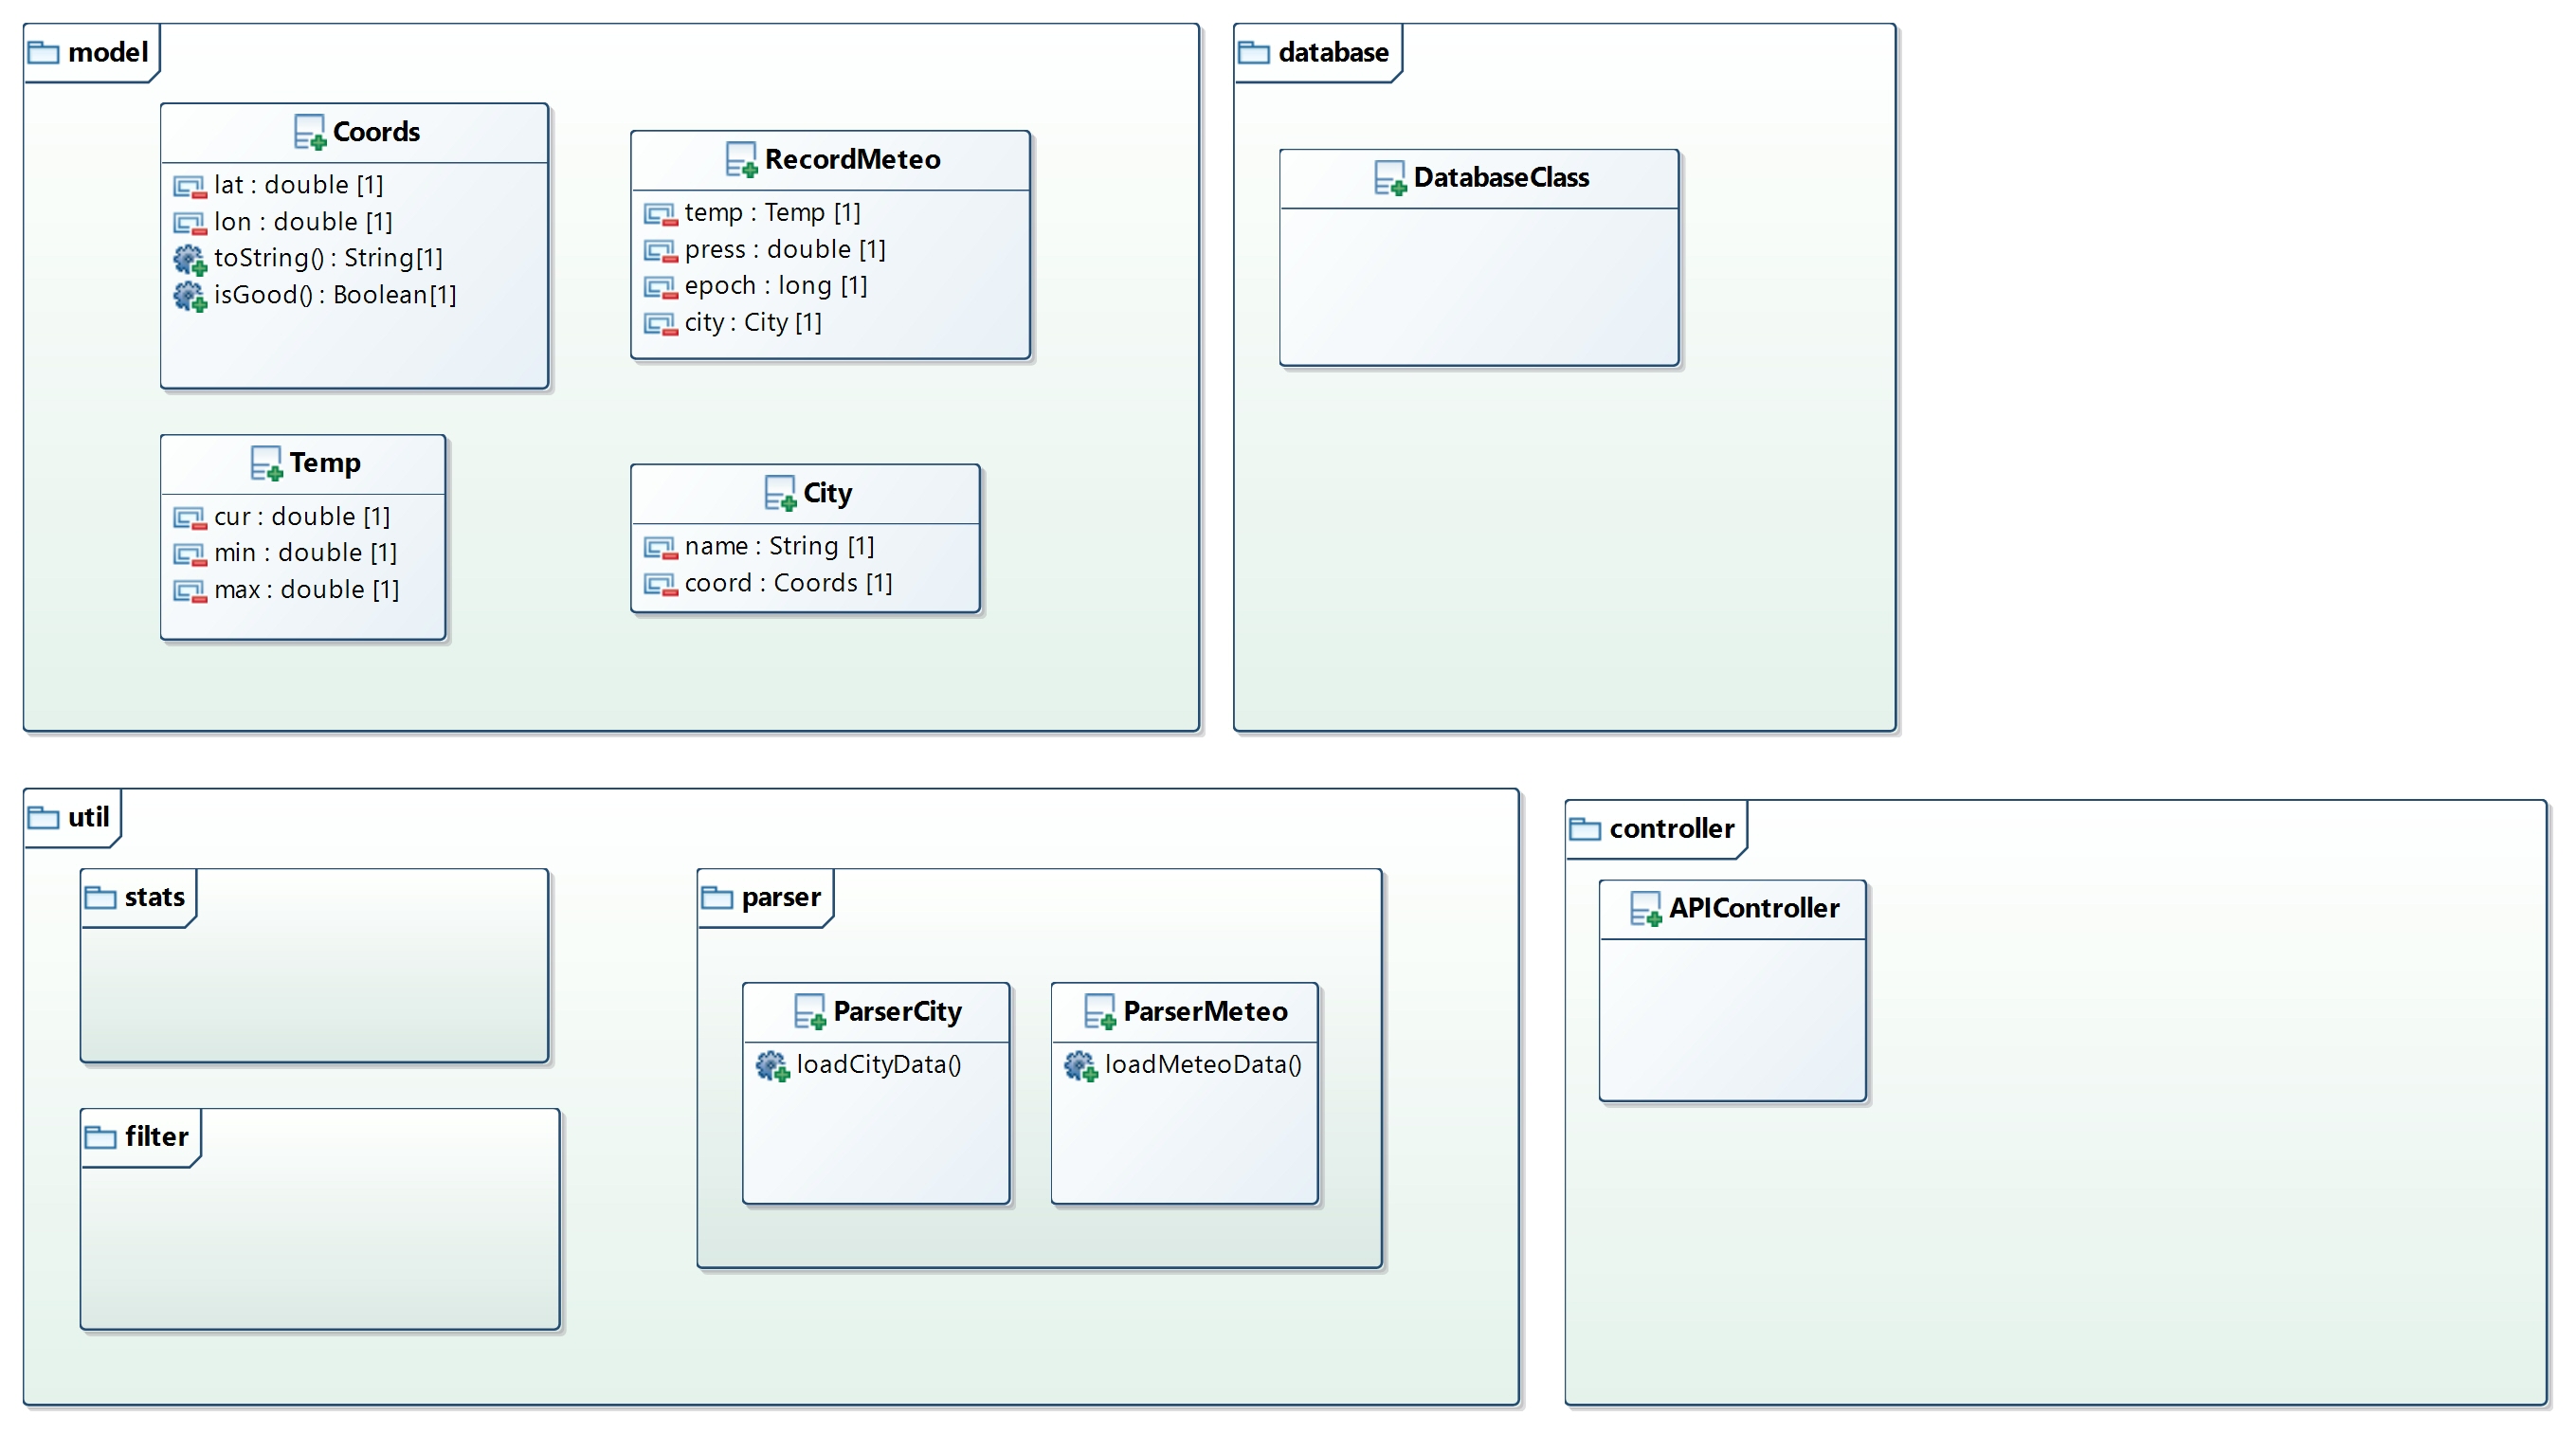 model
Coords
lat : double [1]
lon : double [1]
toString() : String[1]
isGood() : Boolean[1]
RecordMeteo
temp : Temp [1]
press : double [1]
epoch : long [1]
city : City [1]
Temp
cur : double [1]
min : double [1]
max : double [1]
City
name : String [1]
coord : Coords [1]
database
DatabaseClass
util
stats
filter
parser
ParserCity
loadCityData()
ParserMeteo
loadMeteoData()
controller
APIController